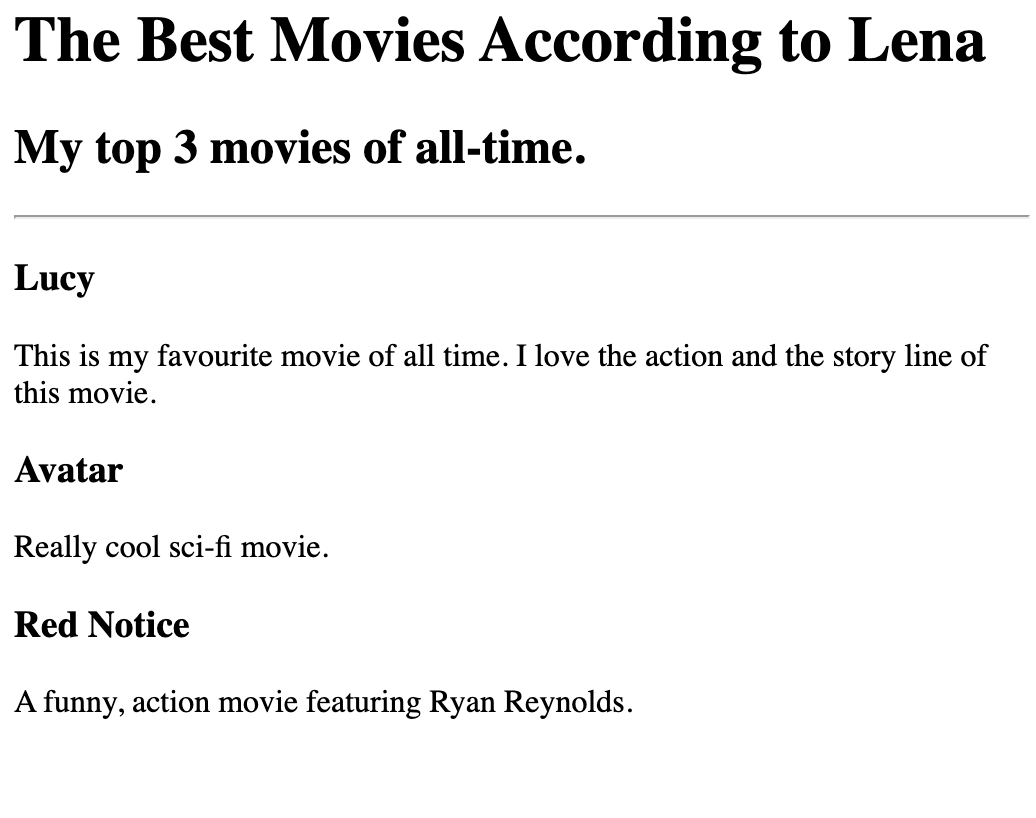 The Best Movies According to Lena
My top 3 movies of all-time.
Lucy
This is my favourite movie of all time. I love the action and the story line of
this movie.
Avatar
Really cool sci-fi movie.
Red Notice
A funny, action movie featuring Ryan Reynolds.